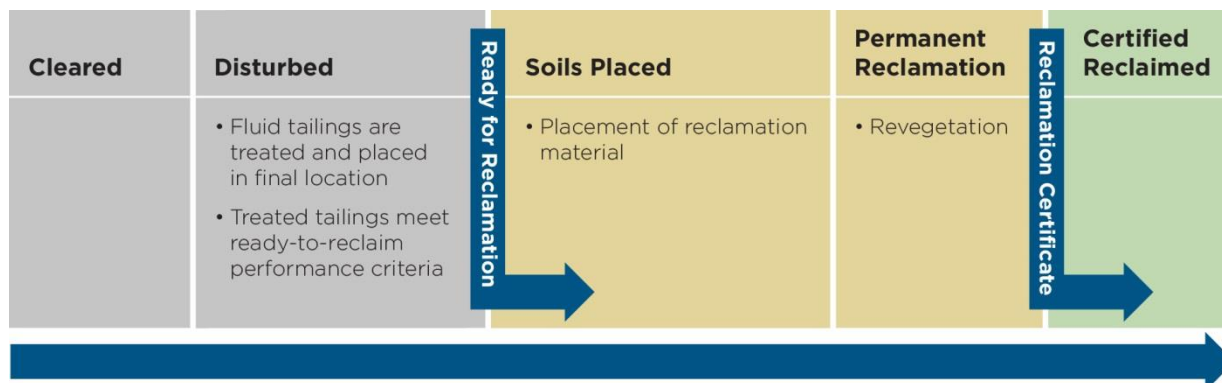 Cleared
Disturbed
• Fluid tailings are
treated and placed
in final location
• Treated tailings meet
ready-to-reclaim
performance criteria
Ready for Reclamation
Soils Placed
• Placement of reclamation
material
Permanent
Reclamation
• Revegetation
Reclamation Certificate
Certified
Reclaimed